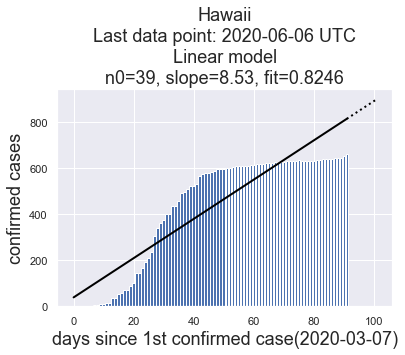 Hawaii
Last data point: 2020-06-06 UTC
Linear model
n0=39, slope=8.53, fit=0.8246
800
600
400
200
0
confirmed cases
0 20 40 60 80 100
days since 1st confirmed case(2020-03-07)